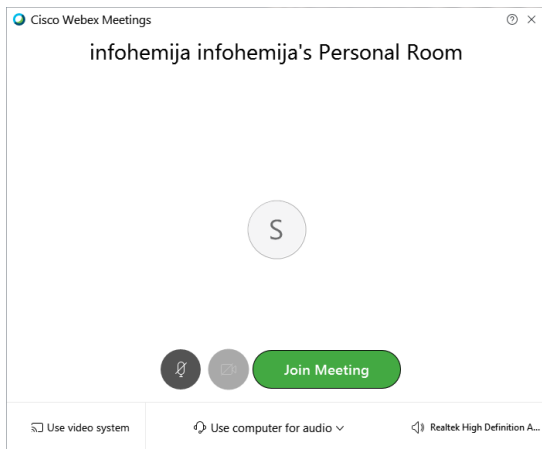 Cisco Webex Meetings
infohemija infohemija's Personal Room
S
Join Meeting
Use video system
Use computer for audio
Realtek High Definition A...